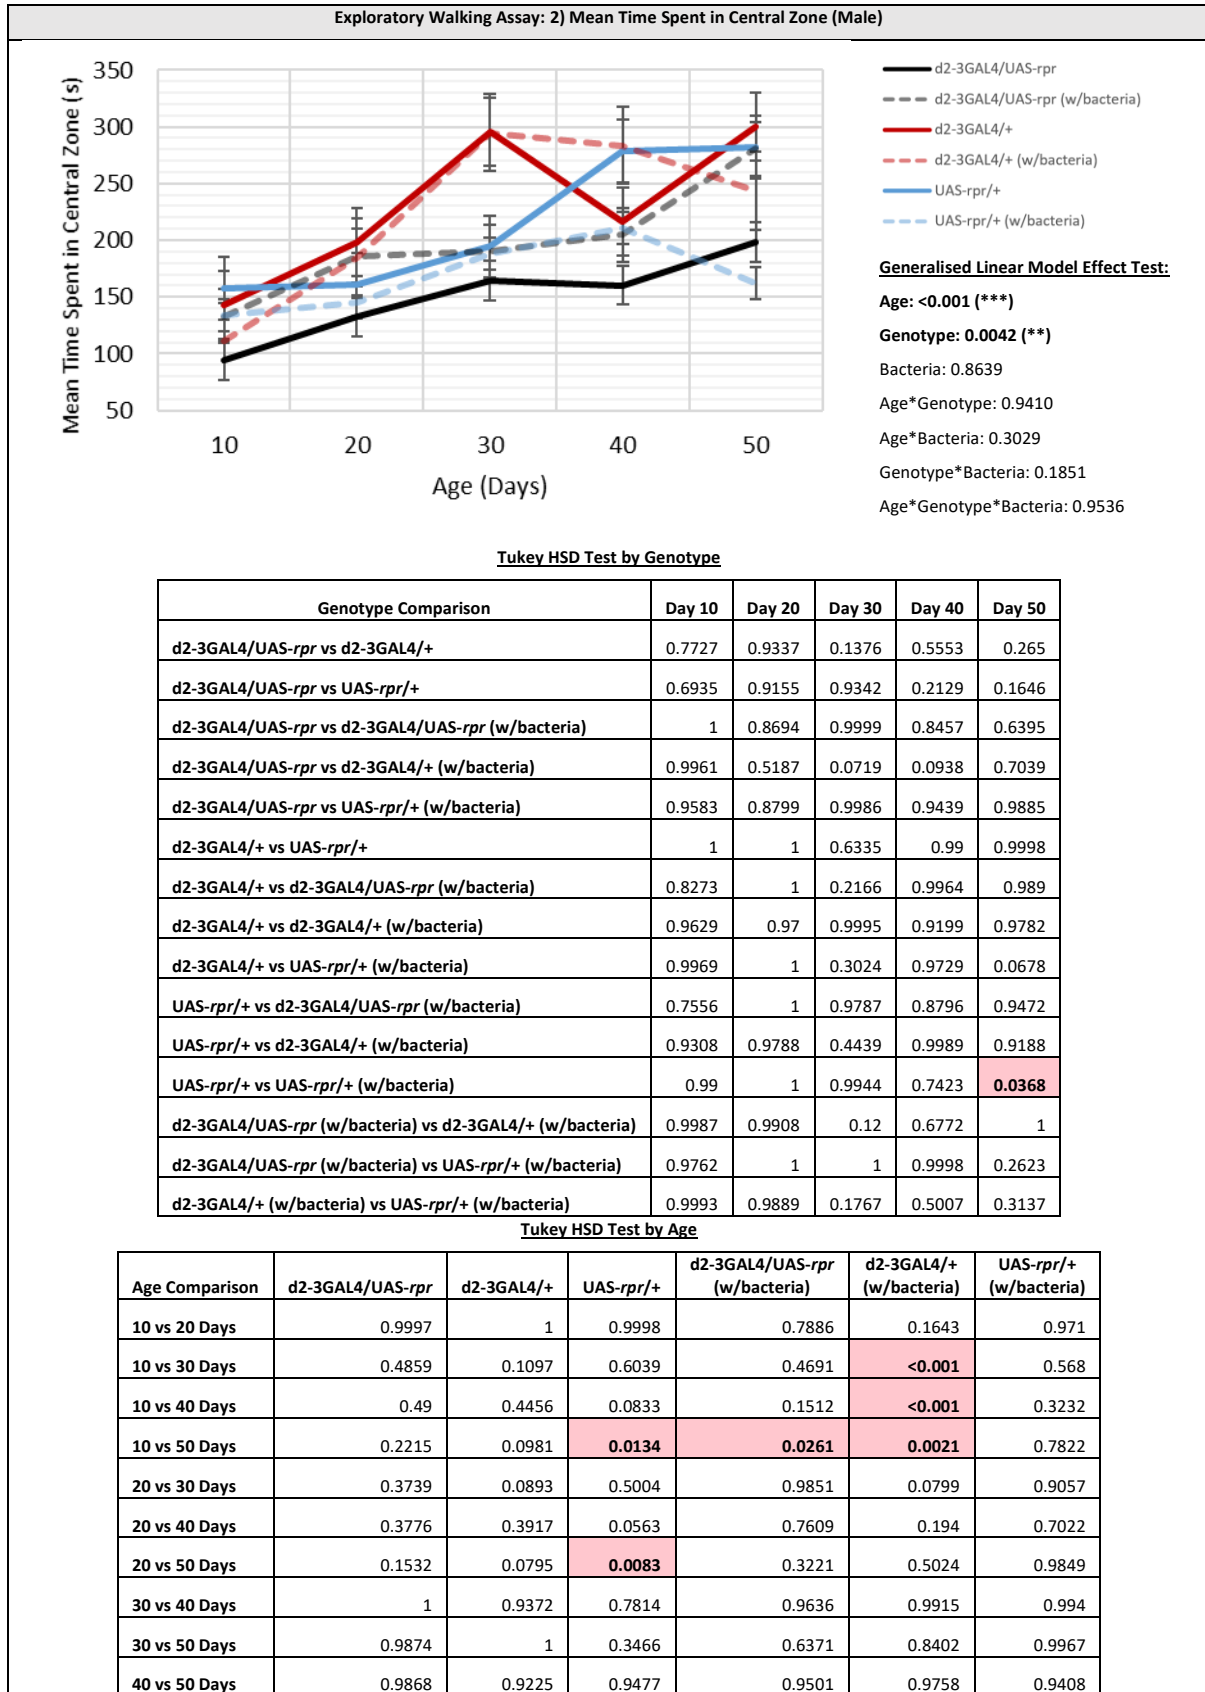 Exploratory Walking Assay: 2) Mean Time Spent in Central Zone (Male)
Mean Time Spent in Central Zone (s)
350
300
250
200
150
100
50
10 20 30 40 50
Age (Days)
d2-3GAL4/UAS-rpr
d2-3GAL4/UAS-rpr (w/bacteria)
d2-3GAL4/+
d2-3GAL4/+ (w/bacteria)
UAS-rpr/+
UAS-rpr/+ (w/bacteria)
Generalised Linear Model Effect Test:
Age: <0.001 (***)
Genotype: 0.0042 (**)
Bacteria: 0.8639
Age*Genotype: 0.9410
Age*Bacteria: 0.3029
Genotype*Bacteria: 0.1851
Age*Genotype*Bacteria: 0.9536
Tukey HSD Test by Genotype
Genotype Comparison Day 10 Day 20 Day 30 Day 40 Day 50
d2-3GAL4/UAS-rpr vs d2-3GAL4/+ 0.7727 0.9337 0.1376 0.5553 0.265
d2-3GAL4/UAS-rpr vs UAS-rpr/+ 0.6935 0.9155 0.9342 0.2129 0.1646
d2-3GAL4/UAS-rpr vs d2-3GAL4/UAS-rpr (w/bacteria) 1 0.8694 0.9999 0.8457 0.6395
d2-3GAL4/UAS-rpr vs d2-3GAL4/+ (w/bacteria) 0.9961 0.5187 0.0719 0.0938 0.7039
d2-3GAL4/UAS-rpr vs UAS-rpr/+ (w/bacteria) 0.9583 0.8799 0.9986 0.9439 0.9885
d2-3GAL4/+ vs UAS-rpr/+ 1 1 0.6335 0.99 0.9998
d2-3GAL4/+ vs d2-3GAL4/UAS-rpr (w/bacteria) 0.8273 1 0.2166 0.9964 0.989
d2-3GAL4/+ vs d2-3GAL4/+ (w/bacteria) 0.9629 0.97 0.9995 0.9199 0.9782
d2-3GAL4/+ vs UAS-rpr/+ (w/bacteria) 0.9969 1 0.3024 0.9729 0.0678
UAS-rpr/+ vs d2-3GAL4/UAS-rpr (w/bacteria) 0.7556 1 0.9787 0.8796 0.9472
UAS-rpr/+ vs d2-3GAL4/+ (w/bacteria) 0.9308 0.9788 0.4439 0.9989 0.9188
UAS-rpr/+ vs UAS-rpr/+ (w/bacteria) 0.99 1 0.9944 0.7423 0.0368
d2-3GAL4/UAS-rpr (w/bacteria) vs d2-3GAL4/+ (w/bacteria) 0.9987 0.9908 0.12 0.6772 1
d2-3GAL4/UAS-rpr (w/bacteria) vs UAS-rpr/+ (w/bacteria) 0.9762 1 1 0.9998 0.2623
d2-3GAL4/+ (w/bacteria) vs UAS-rpr/+ (w/bacteria) 0.9993 0.9889 0.1767 0.5007 0.3137
Tukey HSD Test by Age
Age Comparison d2-3GAL4/UAS-rpr d2-3GAL4/+ UAS-rpr/+ d2-3GAL4/UAS-rpr (w/bacteria) d2-3GAL4/+ (w/bacteria) UAS-rpr/+ (w/bacteria)
10 vs 20 Days 0.9997 1 0.9998 0.7886 0.1643 0.971
10 vs 30 Days 0.4859 0.1097 0.6039 0.4691 <0.001 0.568
10 vs 40 Days 0.49 0.4456 0.0833 0.1512 <0.001 0.3232
10 vs 50 Days 0.2215 0.0981 0.0134 0.0261 0.0021 0.7822
20 vs 30 Days 0.3739 0.0893 0.5004 0.9851 0.0799 0.9057
20 vs 40 Days 0.3776 0.3917 0.0563 0.7609 0.194 0.7022
20 vs 50 Days 0.1532 0.0795 0.0083 0.3221 0.5024 0.9849
30 vs 40 Days 1 0.9372 0.7814 0.9636 0.9915 0.994
30 vs 50 Days 0.9874 1 0.3466 0.6371 0.8402 0.9967
40 vs 50 Days 0.9868 0.9225 0.9477 0.9501 0.9758 0.9408